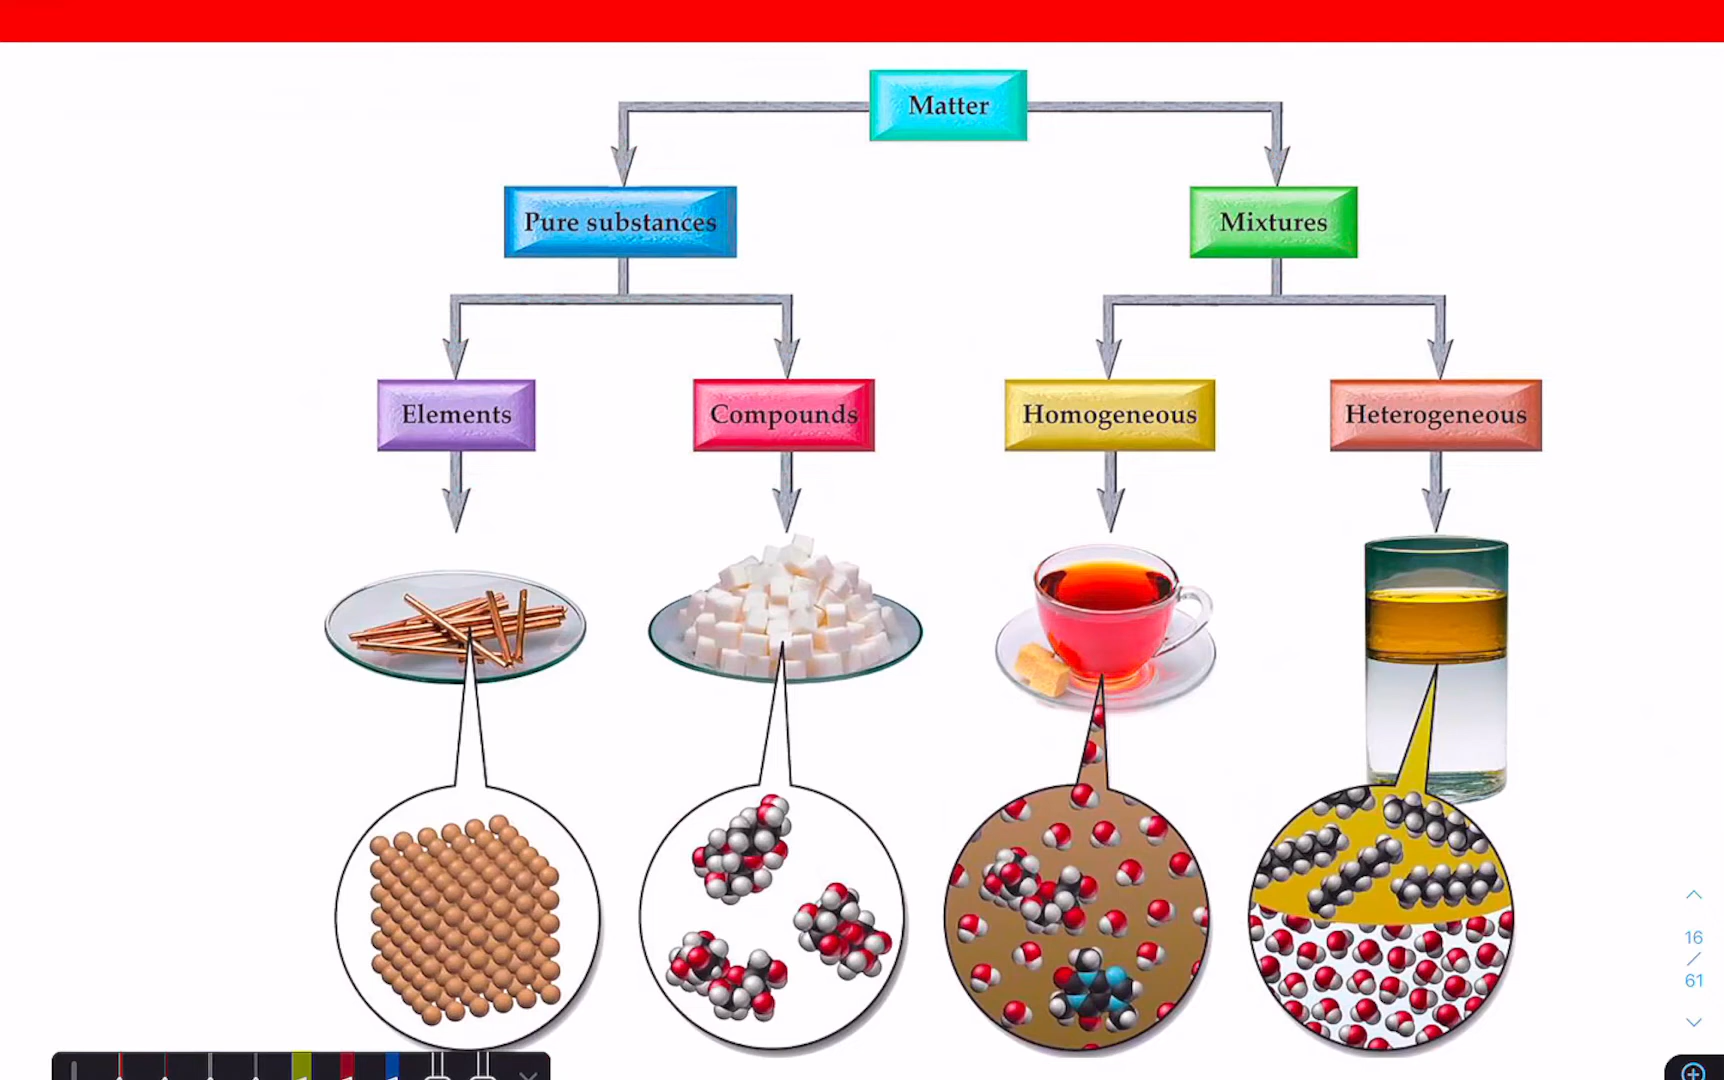 Matter
Pure substances
Mixtures
Elements
Compounds
Homogeneous
Heterogeneous
16
/
61